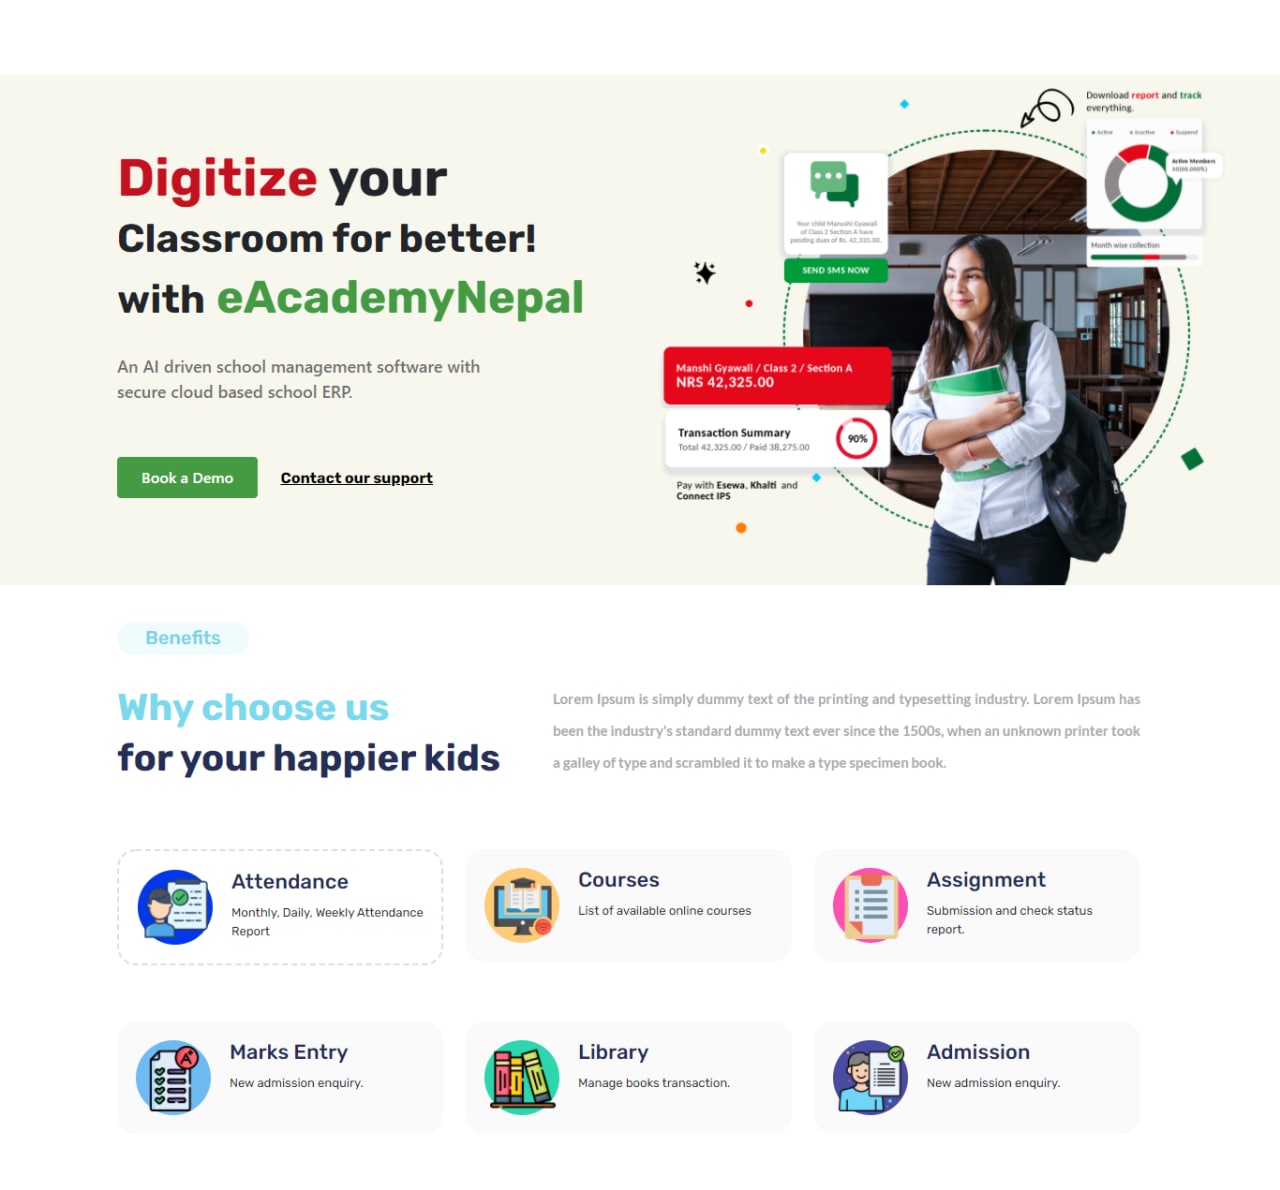 Digitize your
Classroom for better!
with eAcademyNepal
An AI driven school management software with
secure cloud based school ERP.
Book a Demo
Contact our support
Download report and track
everything.
Active
Inactive
Suspend
Active Members
Month wise collection
Your child Manushi Gyawali
of Class 2 Section A have
pending dues of Rs. 42,335.00.
SEND SMS NOW
Manshi Gyawali / Class 2 / Section A
NRS 42,325.00
Transaction Summary
Total 42,325.00 / Paid 38,275.00
90%
Pay with Esewa, Khalti and
Connect IPS
Benefits
Why choose us
for your happier kids
Lorem Ipsum is simply dummy text of the printing and typesetting industry. Lorem Ipsum has
been the industry's standard dummy text ever since the 1500s, when an unknown printer took
a galley of type and scrambled it to make a type specimen book.
Attendance
Monthly, Daily, Weekly Attendance
Report
Courses
List of available online courses
Assignment
Submission and check status
report.
Marks Entry
New admission enquiry.
Library
Manage books transaction.
Admission
New admission enquiry.